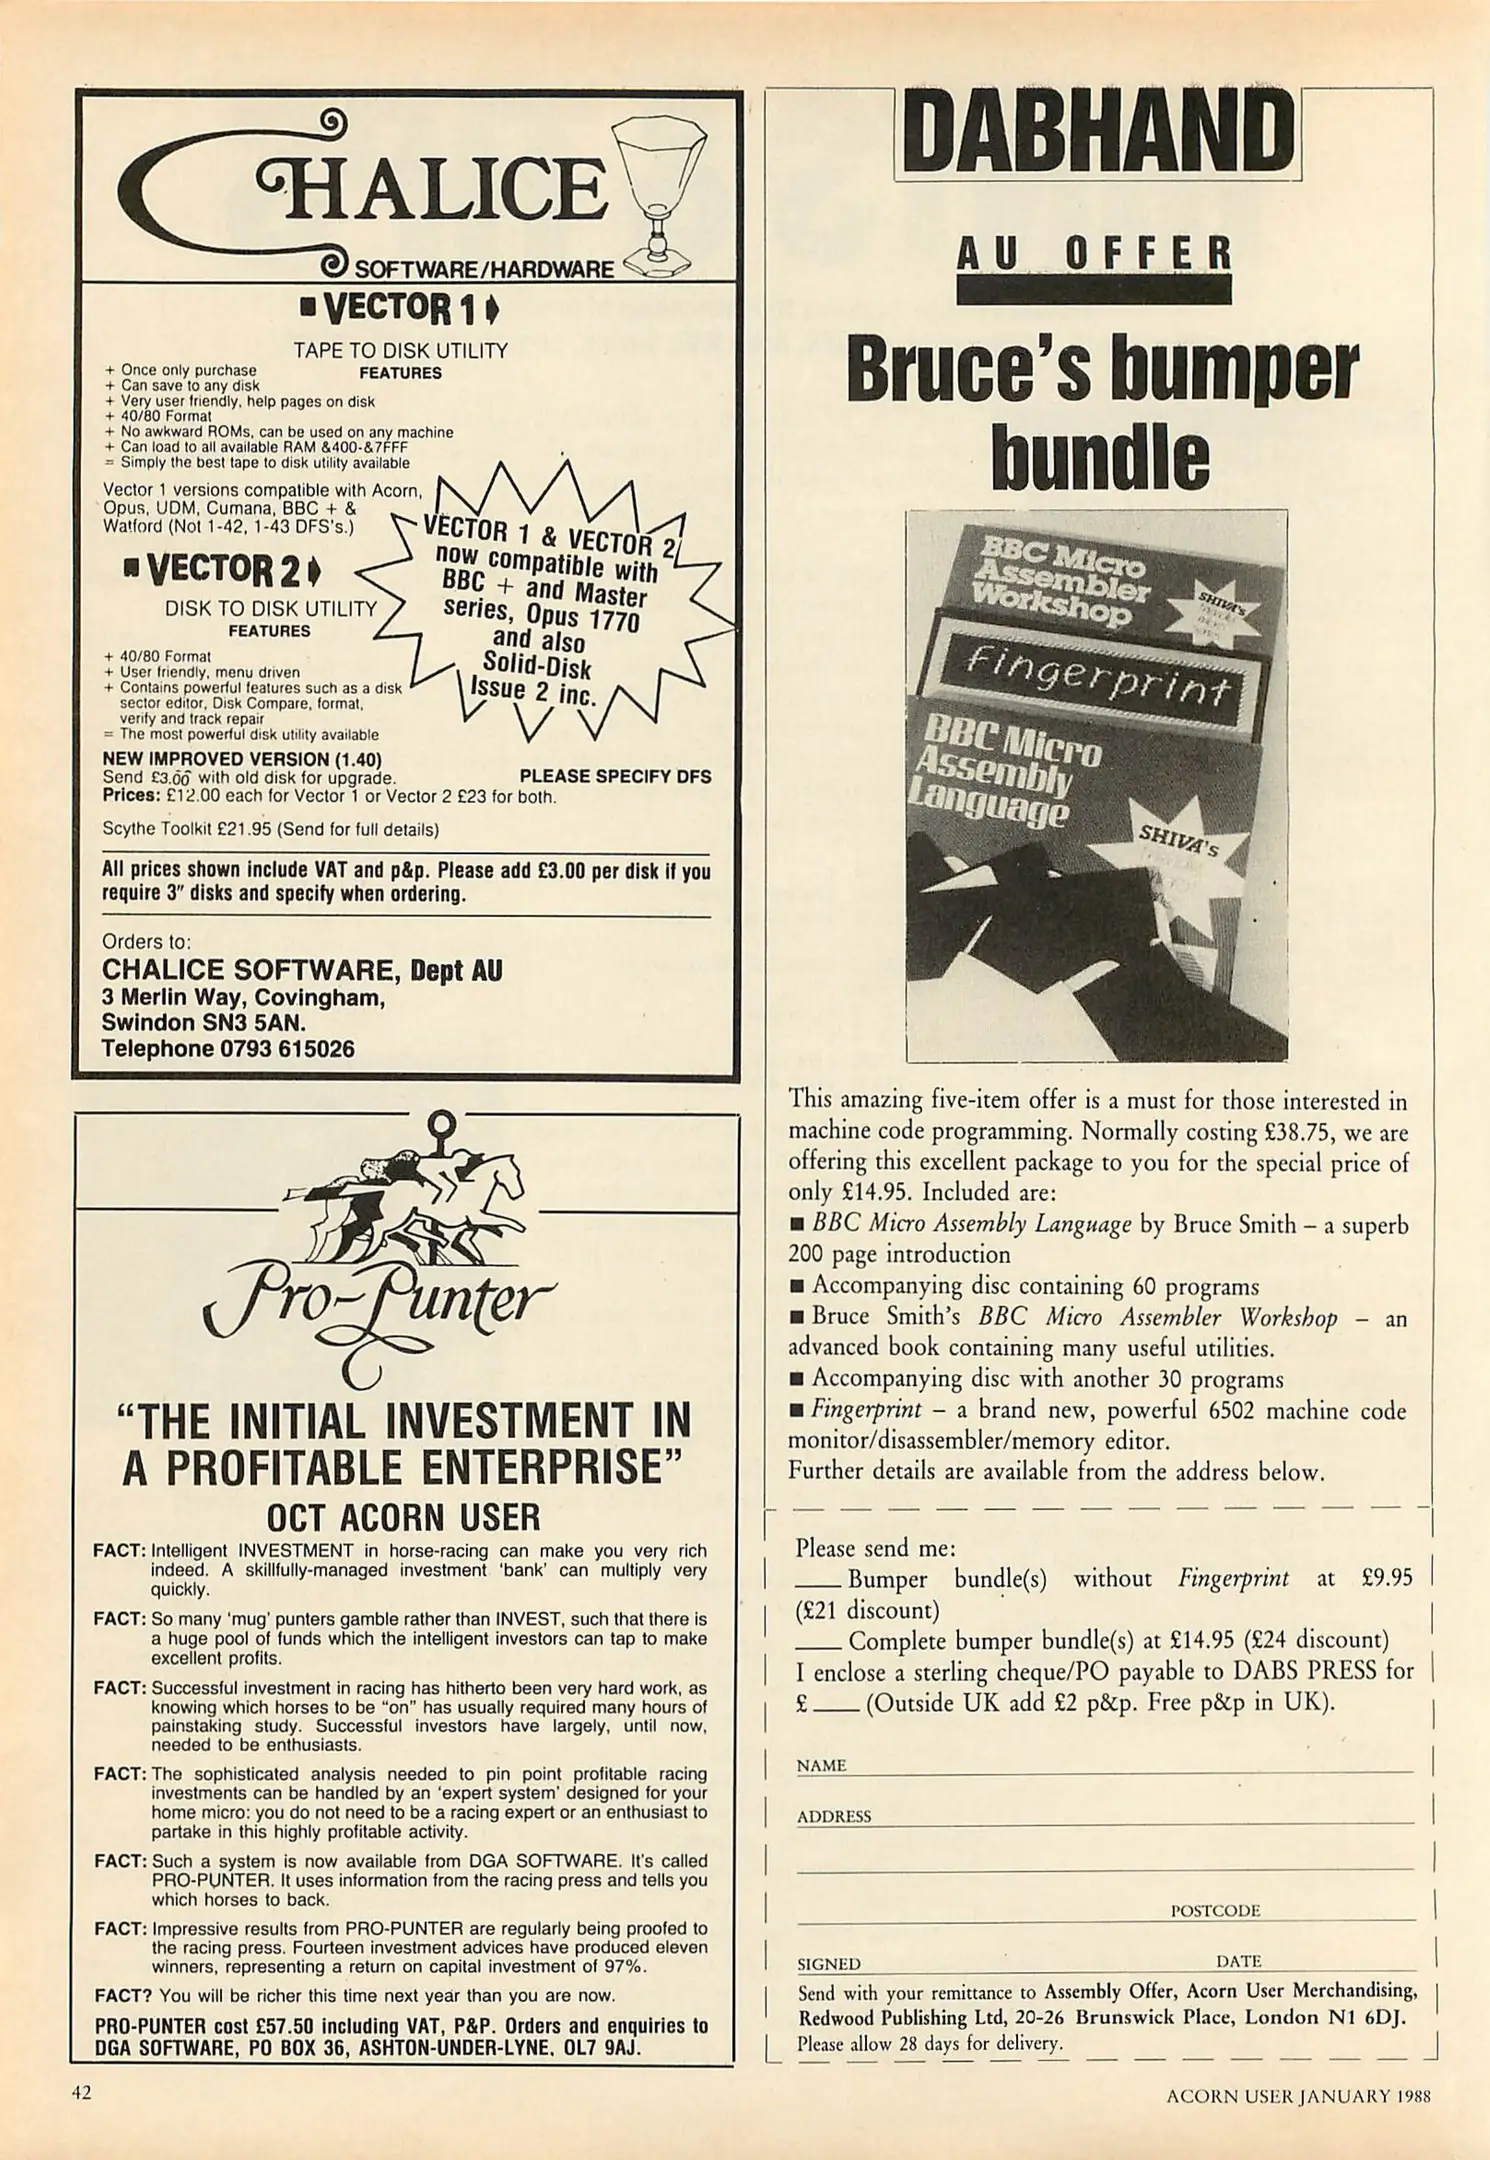 CHALICE
SOFTWARE/HARDWARE
VECTOR 1
TAPE TO DISK UTILITY
FEATURES
+ Once only purchase
+ Can save to any disk
+ Very user friendly, help pages on disk
+ 40/80 Format
+ No awkward ROMs, can be used on any machine
+ Can load to all available RAM &400-&7FFF
= Simply the best tape to disk utility available
Vector 1 versions compatible with Acorn,
Opus, UDM, Cumana, BBC + &
Watford (Not 1-42, 1-43 DFS's.)
VECTOR 2
DISK TO DISK UTILITY
FEATURES
+ 40/80 Format
+ User friendly, menu driven
+ Contains powerful features such as a disk
sector editor, Disk Compare, format,
verify and track repair
= The most powerful disk utility available
VECTOR 1 & VECTOR 2
now compatible with
BBC + and Master
series, Opus 1770
and also
Solid-Disk
Issue 2 inc.
NEW IMPROVED VERSION (1.40)
Send £3.00 with old disk for upgrade.
PLEASE SPECIFY DFS
Prices: £12.00 each for Vector 1 or Vector 2 £23 for both.
Scythe Toolkit £21.95 (Send for full details)
All prices shown include VAT and p&p. Please add £3.00 per disk if you
require 3" disks and specify when ordering.
Orders to:
CHALICE SOFTWARE, Dept AU
3 Merlin Way, Covingham,
Swindon SN3 5AN.
Telephone 0793 615026
Pro-Punter
"THE INITIAL INVESTMENT IN
A PROFITABLE ENTERPRISE"
OCT ACORN USER
FACT: Intelligent INVESTMENT in horse-racing can make you very rich
indeed. A skillfully-managed investment 'bank' can multiply very
quickly.
FACT: So many 'mug' punters gamble rather than INVEST, such that there is
a huge pool of funds which the intelligent investors can tap to make
excellent profits.
FACT: Successful investment in racing has hitherto been very hard work, as
knowing which horses to be "on" has usually required many hours of
painstaking study. Successful investors have largely, until now,
needed to be enthusiasts.
FACT: The sophisticated analysis needed to pin point profitable racing
investments can be handled by an 'expert system' designed for your
home micro: you do not need to be a racing expert or an enthusiast to
partake in this highly profitable activity.
FACT: Such a system is now available from DGA SOFTWARE. It's called
PRO-PUNTER. It uses information from the racing press and tells you
which horses to back.
FACT: Impressive results from PRO-PUNTER are regularly being proofed to
the racing press. Fourteen investment advices have produced eleven
winners, representing a return on capital investment of 97%.
FACT? You will be richer this time next year than you are now.
PRO-PUNTER cost £57.50 including VAT, P&P. Orders and enquiries to
DGA SOFTWARE, PO BOX 36, ASHTON-UNDER-LYNE. OL7 9AJ.
DABHAND
AU OFFER
Bruce's bumper
bundle
BBC Micro
Assembler
Workshop
SHIVA's
Fingerprint
BBC Micro
Assembly
Language
SHIVA's
This amazing five-item offer is a must for those interested in
machine code programming. Normally costing £38.75, we are
offering this excellent package to you for the special price of
only £14.95. Included are:
■ BBC Micro Assembly Language by Bruce Smith – a superb
200 page introduction
■ Accompanying disc containing 60 programs
■ Bruce Smith's BBC Micro Assembler Workshop – an
advanced book containing many useful utilities.
■ Accompanying disc with another 30 programs
■ Fingerprint – a brand new, powerful 6502 machine code
monitor/disassembler/memory editor.
Further details are available from the address below.
Please send me:
____ Bumper bundle(s) without Fingerprint at £9.95
(£21 discount)
____ Complete bumper bundle(s) at £14.95 (£24 discount)
I enclose a sterling cheque/PO payable to DABS PRESS for
£ ____ (Outside UK add £2 p&p. Free p&p in UK).
NAME
ADDRESS
POSTCODE
SIGNED DATE
Send with your remittance to Assembly Offer, Acorn User Merchandising,
Redwood Publishing Ltd, 20-26 Brunswick Place, London N1 6DJ.
Please allow 28 days for delivery.
42
ACORN USER JANUARY 1988